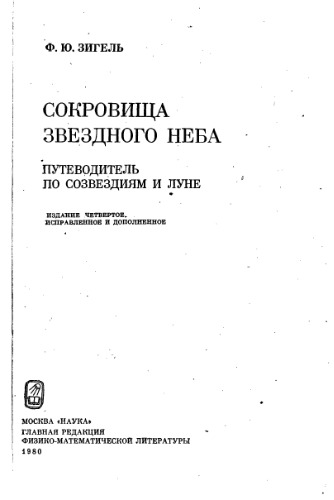 Ф. Ю. ЗИГЕЛЬ
СОКРОВИЩА
ЗВЕЗДНОГО НЕБА
ПУТЕВОДИТЕЛЬ
ПО СОЗВЕЗДИЯМ И ЛУНЕ
ИЗДАНИЕ ЧЕТВЕРТОЕ,
ИСПРАВЛЕННОЕ И ДОПОЛНЕННОЕ
МОСКВА «НАУКА»
ГЛАВНАЯ РЕДАКЦИЯ
ФИЗИКО-МАТЕМАТИЧЕСКОЙ ЛИТЕРАТУРЫ
1980